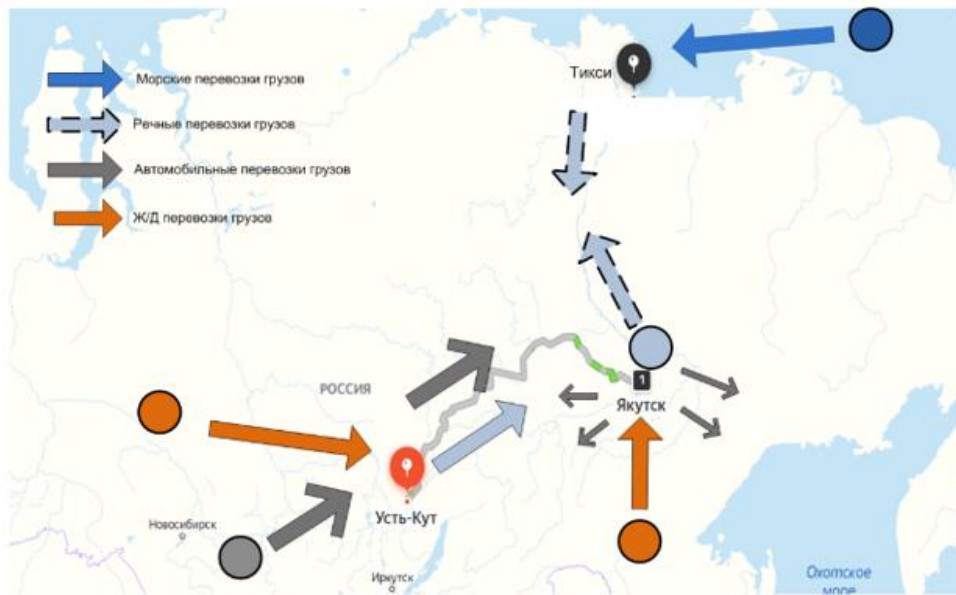 Тикси
Морские перевозки грузов
Речные перевозки грузов
Автомобильные перевозки грузов
Ж/Д перевозки грузов
РОССИЯ
1
Якутск
Усть-Кут
Новосибирск
Иркутск
Охотское
море